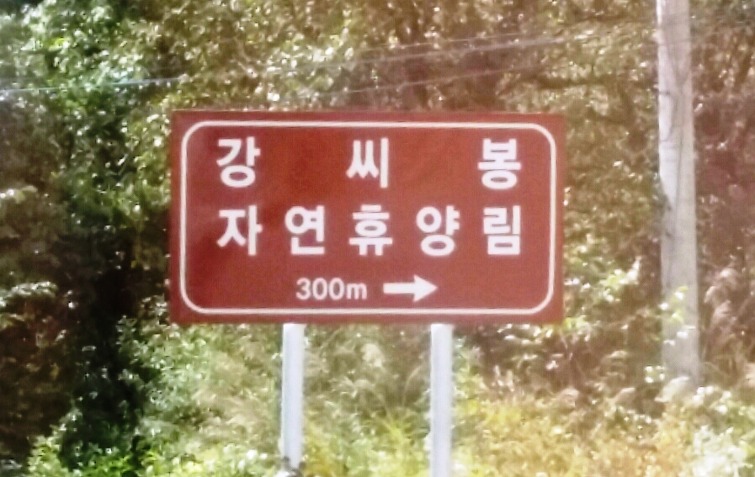 강 씨 봉
자연휴양림
300m →